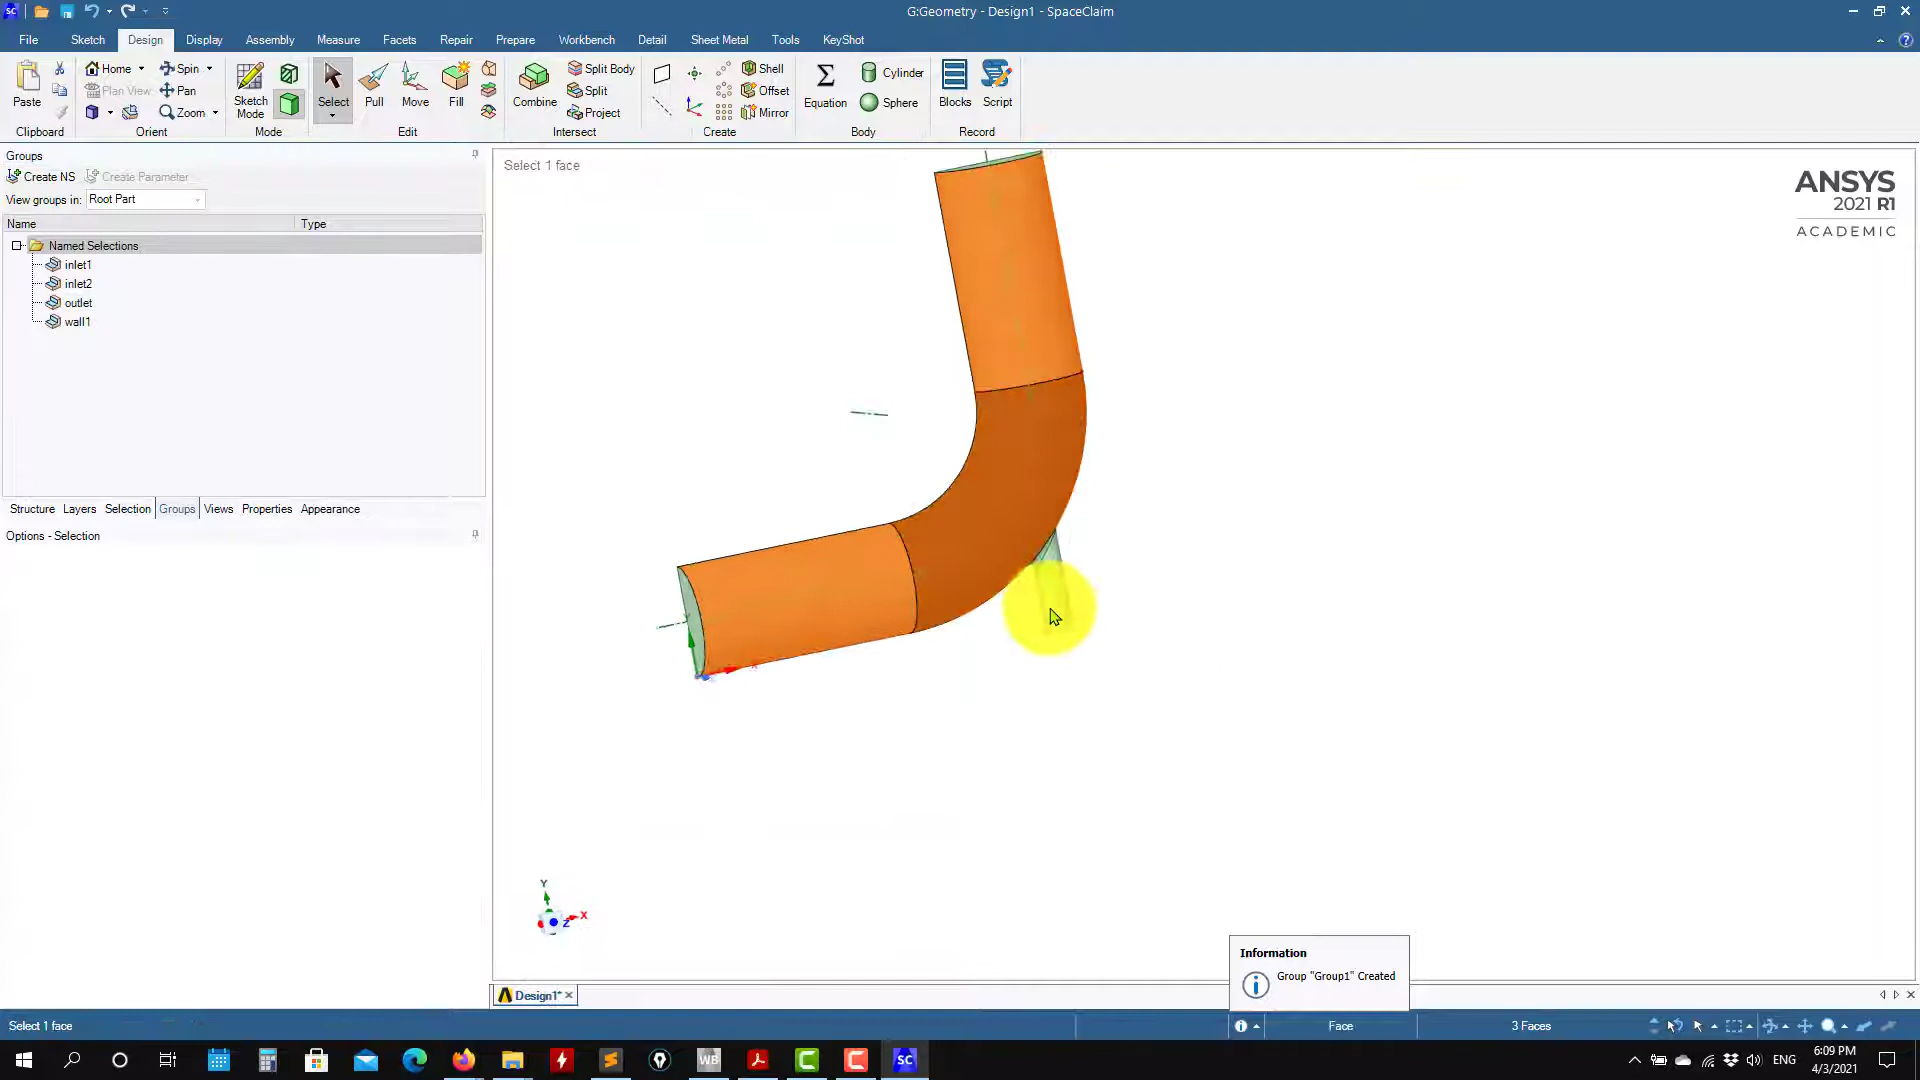 G:Geometry - Design1 - SpaceClaim
File Sketch Design Display Assembly Measure Facets Repair Prepare Workbench Detail Sheet Metal Tools KeyShot
Paste
Clipboard
Home Spin
Plan View Pan
Zoom
Orient
Sketch Mode
Mode
Select Pull Move Fill
Edit
Combine
Split Body
Split
Project
Intersect
Shell
Offset
Mirror
Create
Equation
Cylinder
Sphere
Body
Blocks Script
Record
Groups
Create NS Create Parameter
View groups in: Root Part
Name Type
Named Selections
inlet1
inlet2
outlet
wall1
Structure Layers Selection Groups Views Properties Appearance
Options - Selection
Select 1 face
ANSYS
2021 R1
ACADEMIC
X
Y
X
Z
Information
Group "Group1" Created
Design1*
Select 1 face
Face
3 Faces
WB
SC
ENG
6:09 PM
4/3/2021